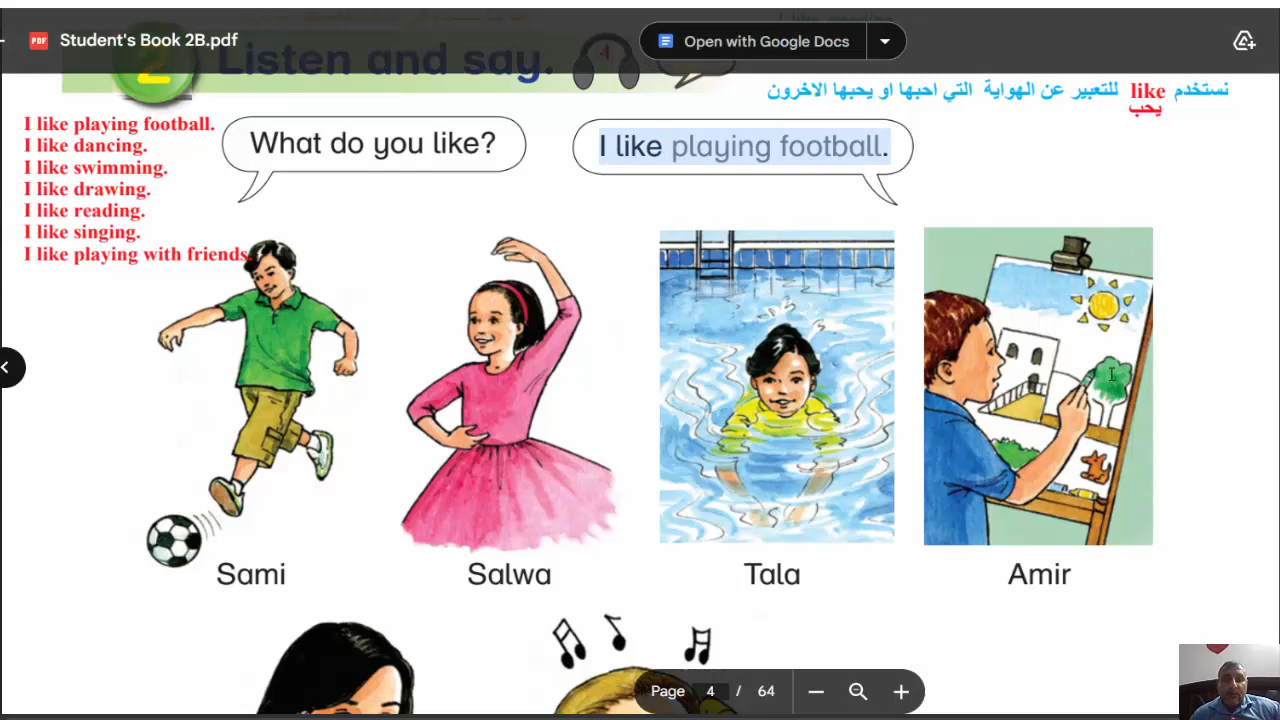 Student's Book 2B.pdf
Open with Google Docs
PDF
2 Listen and say.
نستخدم like للتعبير عن الهواية التي احبها او يحبها الاخرون
يحب
I like playing football.
I like dancing.
I like swimming.
I like drawing.
I like reading.
I like singing.
I like playing with friends.
What do you like?
I like playing football.
Sami
Salwa
Tala
Amir
Page 4 / 64